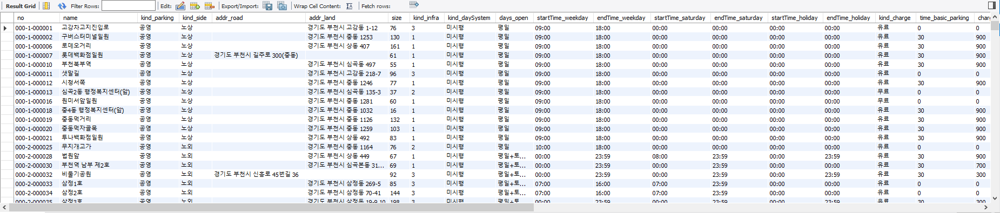 Result Grid Filter Rows: Edit: Export/Import: Wrap Cell Content: Fetch rows:
no name kind_parking kind_side addr_road addr_land size kind_infra kind_daySystem days_open startTime_weekday endTime_weekday startTime_saturday endTime_saturday startTime_holiday endTime_holiday kind_charge time_basic_parking charg
000-1-000001 고강차고지진입로 공영 노상 경기도 부천시 고강동 1-12 76 3 미시행 평일 09:00 18:00 00:00 00:00 00:00 00:00 유료 0 0
000-1-000002 구버스터미널일원 공영 노상 경기도 부천시 중동 1253 130 1 미시행 평일 09:00 18:00 00:00 00:00 00:00 00:00 유료 30 900
000-1-000006 로데오거리 공영 노상 경기도 부천시 상동 407 161 1 미시행 평일 09:00 18:00 00:00 00:00 00:00 00:00 유료 30 900
000-1-000007 롯데백화점일원 공영 노상 경기도 부천시 길주로 300(중동) 61 1 미시행 평일 09:00 18:00 00:00 00:00 00:00 00:00 유료 30 900
000-1-000010 부천북부역 공영 노상 경기도 부천시 심곡동 497 55 1 미시행 평일 09:00 18:00 00:00 00:00 00:00 00:00 유료 30 900
000-1-000011 샛말길 공영 노상 경기도 부천시 고강동 218-7 96 3 미시행 평일 09:00 18:00 00:00 00:00 00:00 00:00 유료 0 0
000-1-000012 시청서쪽 공영 노상 경기도 부천시 중동 1246 77 1 미시행 평일 09:00 18:00 00:00 00:00 00:00 00:00 유료 30 900
000-1-000013 심곡2동 행정복지센터(앞) 공영 노상 경기도 부천시 심곡동 135-3 37 2 미시행 평일 09:00 18:00 00:00 00:00 00:00 00:00 무료 0 0
000-1-000016 원미서앞일원 공영 노상 경기도 부천시 중동 1281 60 1 미시행 평일 09:00 18:00 00:00 00:00 00:00 00:00 무료 0 0
000-1-000018 중4동 행정복지센터(앞) 공영 노상 경기도 부천시 중동 1032 16 1 미시행 평일 09:00 18:00 00:00 00:00 00:00 00:00 유료 30 900
000-1-000019 중동먹거리 공영 노상 경기도 부천시 중동 1126 132 1 미시행 평일 09:00 18:00 00:00 00:00 00:00 00:00 유료 30 900
000-1-000020 중동먹자골목 공영 노상 경기도 부천시 중동 1259 103 1 미시행 평일 09:00 18:00 00:00 00:00 00:00 00:00 유료 30 900
000-1-000021 투나백화점일원 공영 노상 경기도 부천시 상동 492 83 1 미시행 평일 09:00 18:00 00:00 00:00 00:00 00:00 유료 30 900
000-2-000025 무지개고가 공영 노외 경기도 부천시 중동 1164 76 2 미시행 평일 10:00 18:00 00:00 00:00 00:00 00:00 유료 0 0
000-2-000028 법원앞 공영 노외 경기도 부천시 상동 449 67 1 미시행 평일+토... 00:00 23:59 08:00 23:59 00:00 23:59 유료 30 900
000-2-000030 부천역 남부 제2호 공영 노외 경기도 부천시 심곡본동 31... 69 1 미시행 평일+토... 00:00 23:59 00:00 23:59 00:00 00:00 유료 30 700
000-2-000032 비둘기공원 공영 노외 경기도 부천시 신흥로 45번길 36 92 3 미시행 평일+토... 00:00 23:59 00:00 23:59 00:00 23:59 유료 30 300
000-2-000033 삼정1호 공영 노외 경기도 부천시 삼정동 269-5 85 3 미시행 평일+토... 07:00 16:00 07:00 23:59 00:00 00:00 유료 0 0
000-2-000034 삼정2호 공영 노외 경기도 부천시 삼정동 70-41 144 3 미시행 평일+토... 07:00 16:00 07:00 23:59 00:00 00:00 유료 0 0
000-2-000035 삼정3호 공영 노외 경기도 부천시 삼정동 19-9,10 198 3 미시행 평일+토... 00:00 23:59 00:00 23:59 00:00 23:59 유료 30 300